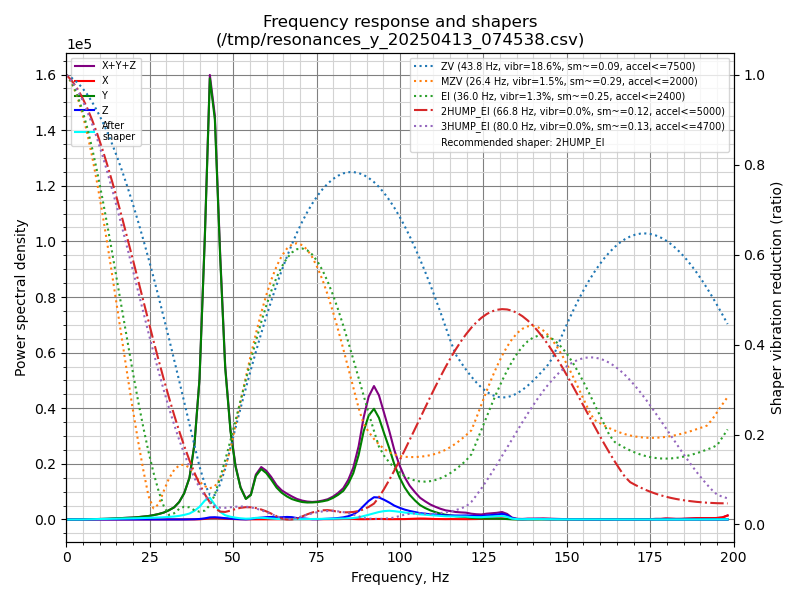 Frequency response and shapers
(/tmp/resonances_y_20250413_074538.csv)
1e5
X+Y+Z
X
Y
Z
After
shaper
ZV (43.8 Hz, vibr=18.6%, sm~=0.09, accel<=7500)
MZV (26.4 Hz, vibr=1.5%, sm~=0.29, accel<=2000)
EI (36.0 Hz, vibr=1.3%, sm~=0.25, accel<=2400)
2HUMP_EI (66.8 Hz, vibr=0.0%, sm~=0.12, accel<=5000)
3HUMP_EI (80.0 Hz, vibr=0.0%, sm~=0.13, accel<=4700)
Recommended shaper: 2HUMP_EI
Power spectral density
1.6
1.4
1.2
1.0
0.8
0.6
0.4
0.2
0.0
1.0
0.8
0.6
0.4
0.2
0.0
Shaper vibration reduction (ratio)
0 25 50 75 100 125 150 175 200
Frequency, Hz